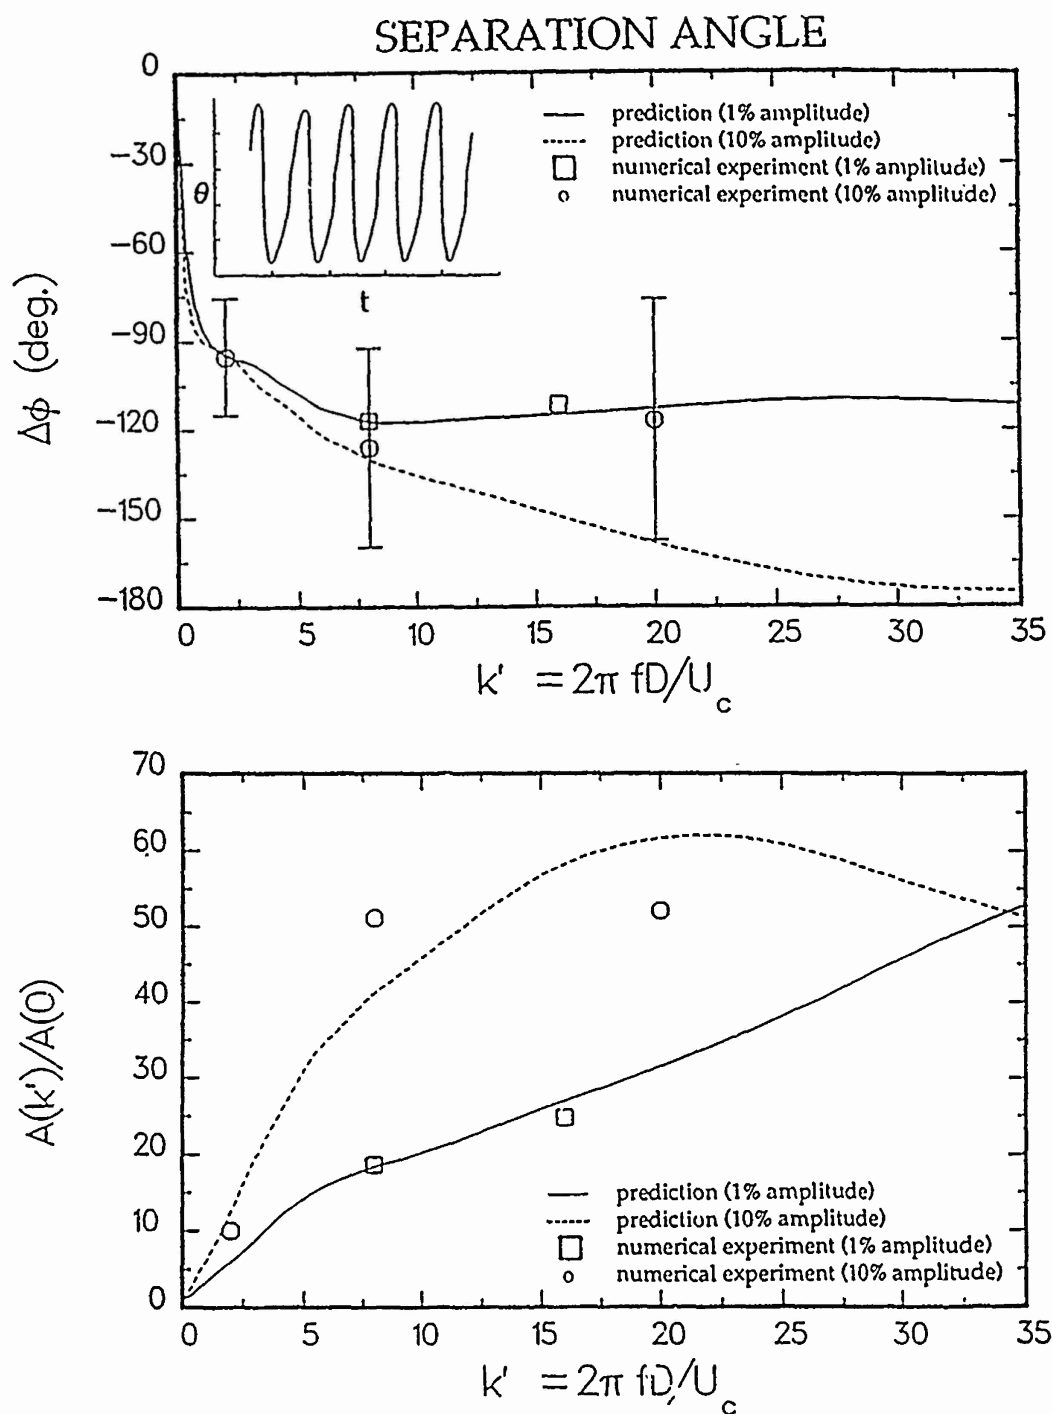 SEPARATION ANGLE
0
−30
−60
−90
−120
−150
−180
Δϕ (deg.)
θ
t
prediction (1% amplitude)
prediction (10% amplitude)
numerical experiment (1% amplitude)
numerical experiment (10% amplitude)
0 5 10 15 20 25 30 35
k' = 2π fD/U_c
70
60
50
40
30
20
10
0
A(k')/A(0)
prediction (1% amplitude)
prediction (10% amplitude)
numerical experiment (1% amplitude)
numerical experiment (10% amplitude)
0 5 10 15 20 25 30 35
k' = 2π fD/U_c